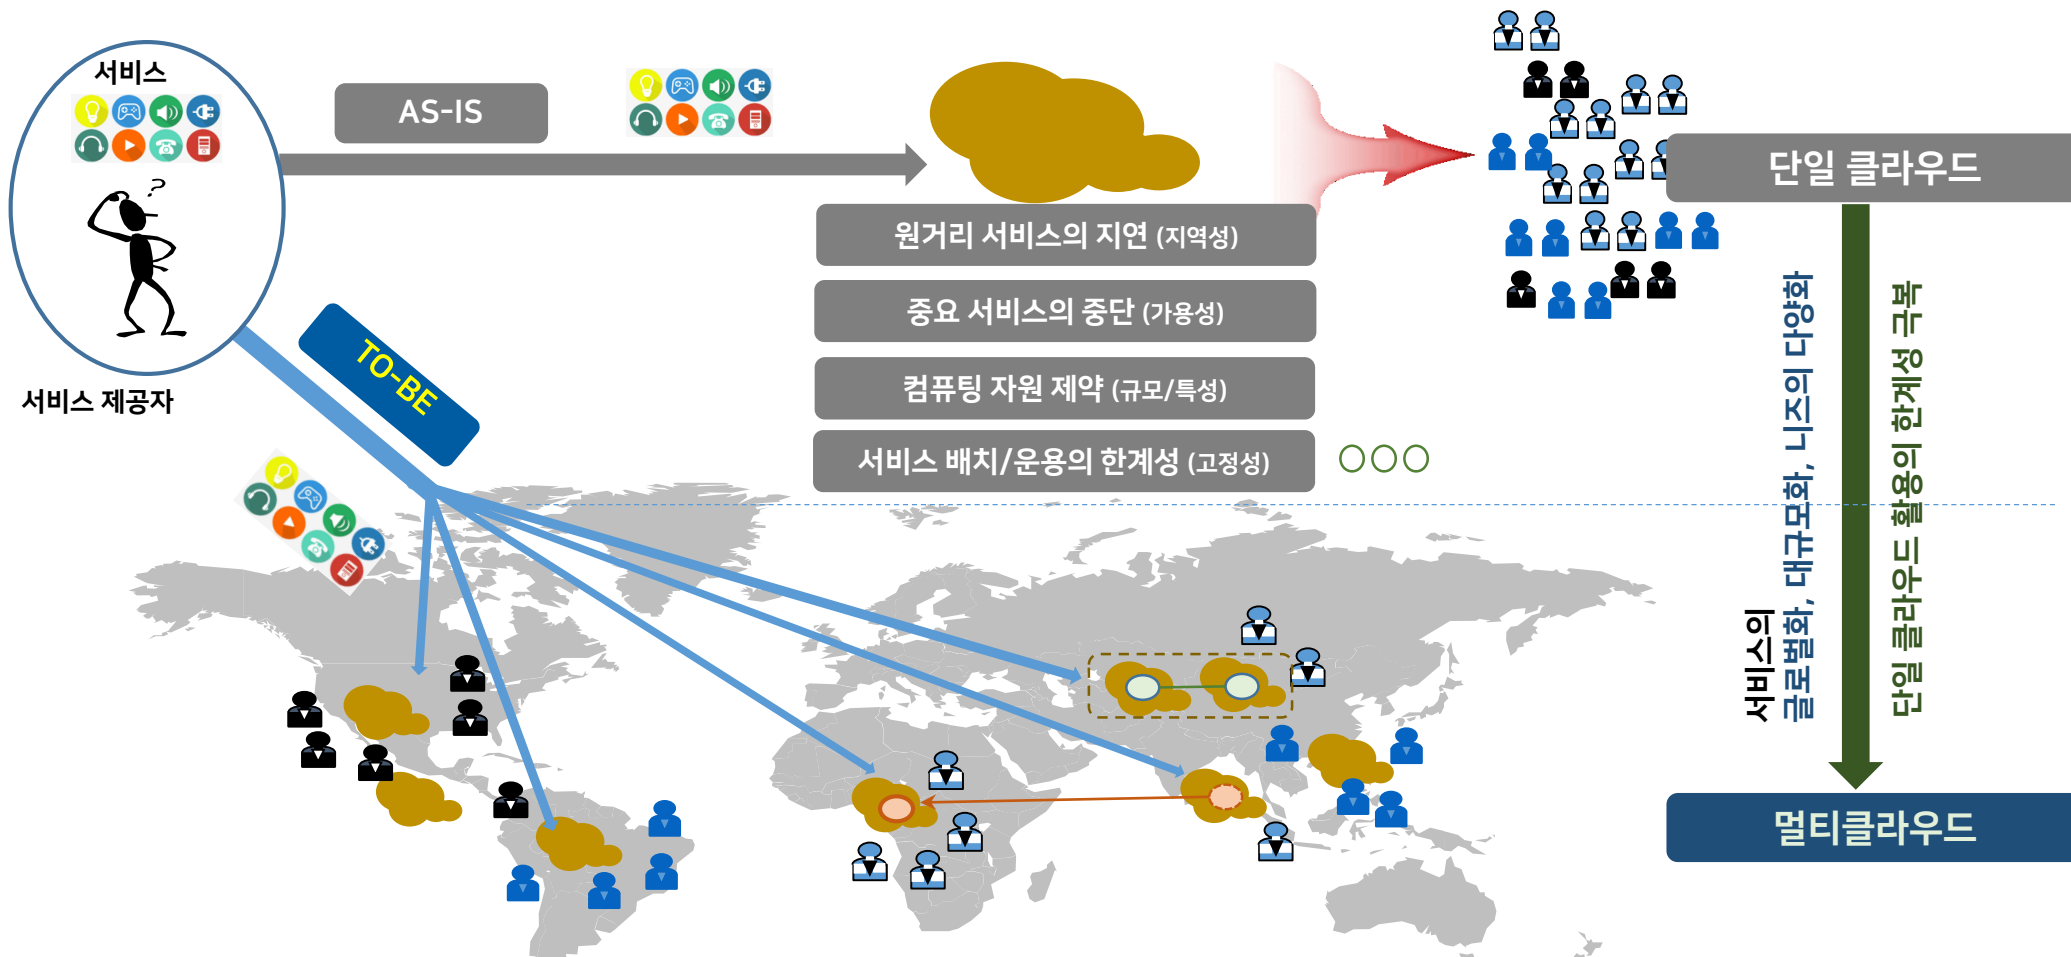 서비스
AS-IS
?
서비스 제공자
TO-BE
원거리 서비스의 지연 (지역성)
중요 서비스의 중단 (가용성)
컴퓨팅 자원 제약 (규모/특성)
서비스 배치/운용의 한계성 (고정성)
단일 클라우드
서비스의
글로벌화, 대규모화, 니즈의 다양화
단일 클라우드 활용의 한계성 극복
멀티클라우드